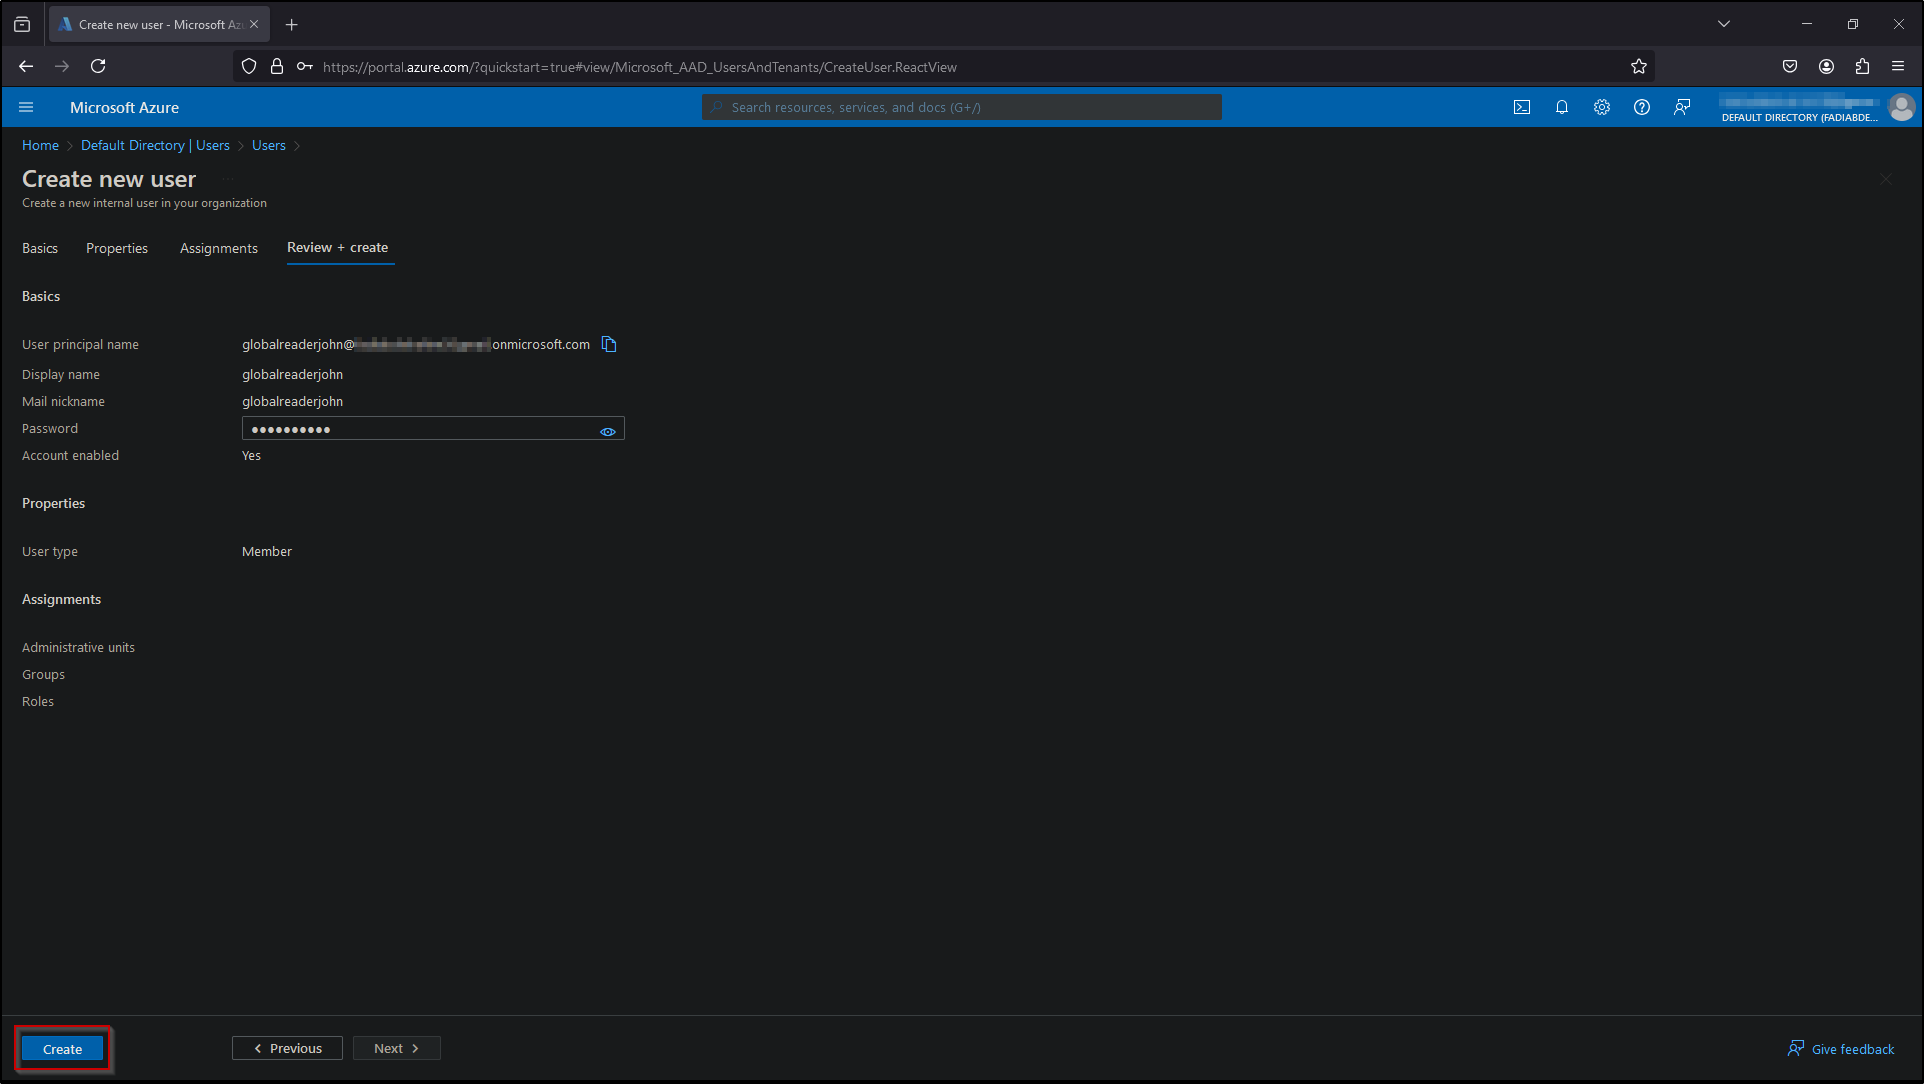 Create new user - Microsoft Az
https://portal.azure.com/?quickstart=true#view/Microsoft_AAD_UsersAndTenants/CreateUser.ReactView
Microsoft Azure
Search resources, services, and docs (G+/)
DEFAULT DIRECTORY (FADIABDE...
Home > Default Directory | Users > Users >
Create new user ...
Create a new internal user in your organization
Basics Properties Assignments Review + create
Basics
User principal name globalreaderjohn@ onmicrosoft.com
Display name globalreaderjohn
Mail nickname globalreaderjohn
Password ••••••••••
Account enabled Yes
Properties
User type Member
Assignments
Administrative units
Groups
Roles
Create < Previous Next > Give feedback